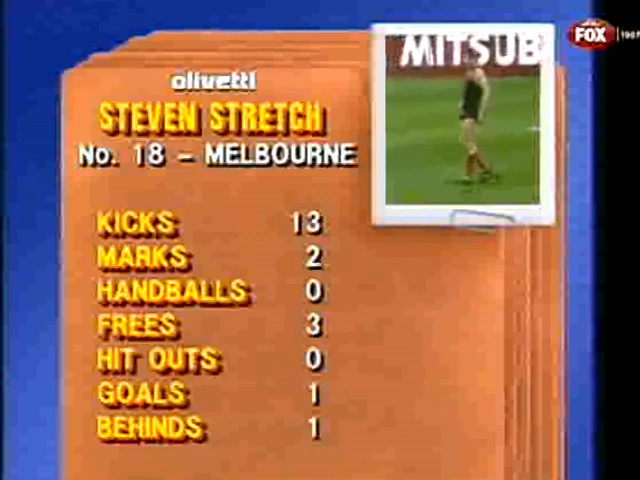 MITSUB
FOX 1987
olivetti
STEVEN STRETCH
No. 18 - MELBOURNE
KICKS 13
MARKS 2
HANDBALLS 0
FREES 3
HIT OUTS 0
GOALS 1
BEHINDS 1